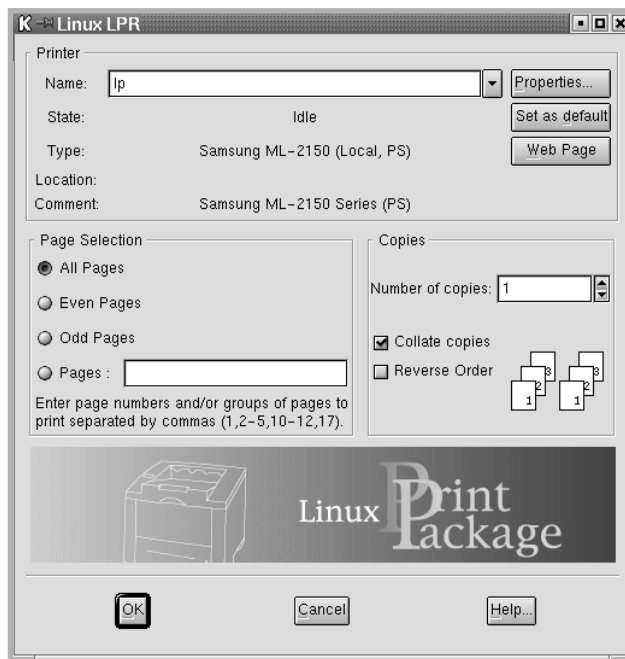 K Linux LPR
Printer
Name: lp Properties...
State: Idle Set as default
Type: Samsung ML-2150 (Local, PS) Web Page
Location:
Comment: Samsung ML-2150 Series (PS)
Page Selection
All Pages
Even Pages
Odd Pages
Pages :
Enter page numbers and/or groups of pages to
print separated by commas (1,2-5,10-12,17).
Copies
Number of copies: 1
Collate copies
Reverse Order
3 3
2 2
1 1
Linux Print
Package
OK Cancel Help...